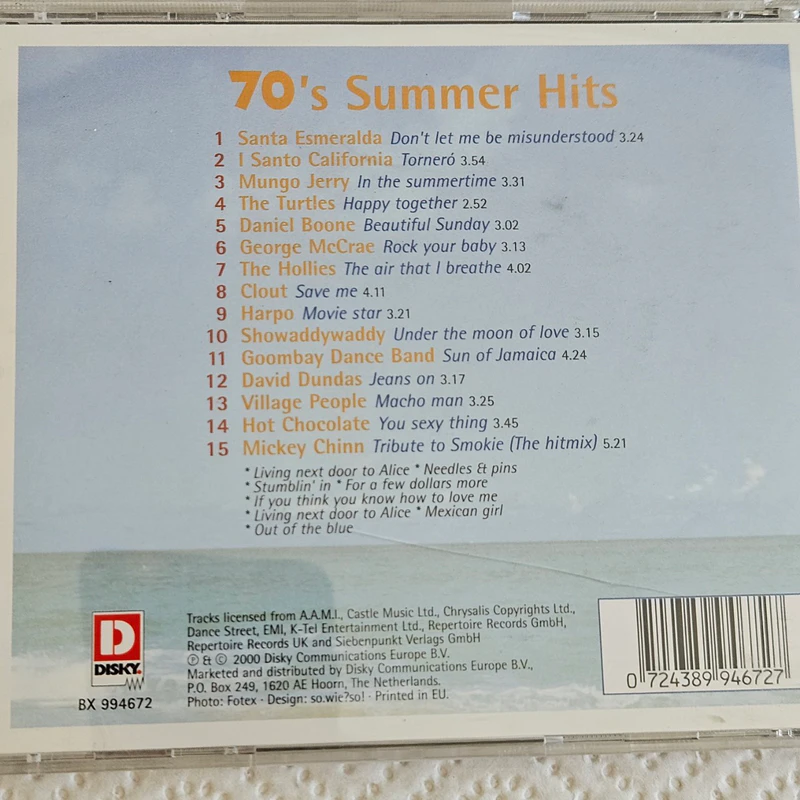 70's Summer Hits
1 Santa Esmeralda Don't let me be misunderstood 3.24
2 I Santo California Torneró 3.54
3 Mungo Jerry In the summertime 3.31
4 The Turtles Happy together 2.52
5 Daniel Boone Beautiful Sunday 3.02
6 George McCrae Rock your baby 3.13
7 The Hollies The air that I breathe 4.02
8 Clout Save me 4.11
9 Harpo Movie star 3.21
10 Showaddywaddy Under the moon of love 3.15
11 Goombay Dance Band Sun of Jamaica 4.24
12 David Dundas Jeans on 3.17
13 Village People Macho man 3.25
14 Hot Chocolate You sexy thing 3.45
15 Mickey Chinn Tribute to Smokie (The hitmix) 5.21
* Living next door to Alice * Needles & pins
* Stumblin' in * For a few dollars more
* If you think you know how to love me
* Living next door to Alice * Mexican girl
* Out of the blue
Tracks licensed from A.A.M.I., Castle Music Ltd., Chrysalis Copyrights Ltd.,
Dance Street, EMI, K-Tel Entertainment Ltd., Repertoire Records GmbH,
Repertoire Records UK and Siebenpunkt Verlags GmbH
℗ & © 2000 Disky Communications Europe B.V.
Marketed and distributed by Disky Communications Europe B.V.,
P.O. Box 249, 1620 AE Hoorn, The Netherlands.
Photo: Fotex · Design: so.wie?so! · Printed in EU.
D
DISKY.
BX 994672
0 724389 946727